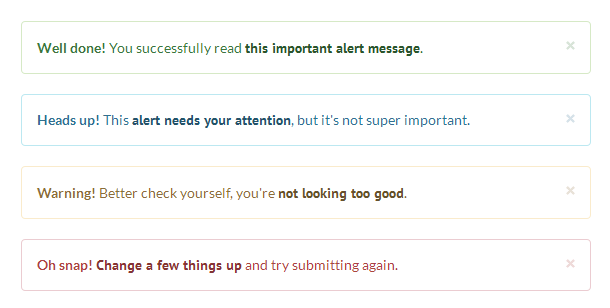 Well done! You successfully read this important alert message. ×
Heads up! This alert needs your attention, but it's not super important. ×
Warning! Better check yourself, you're not looking too good. ×
Oh snap! Change a few things up and try submitting again. ×